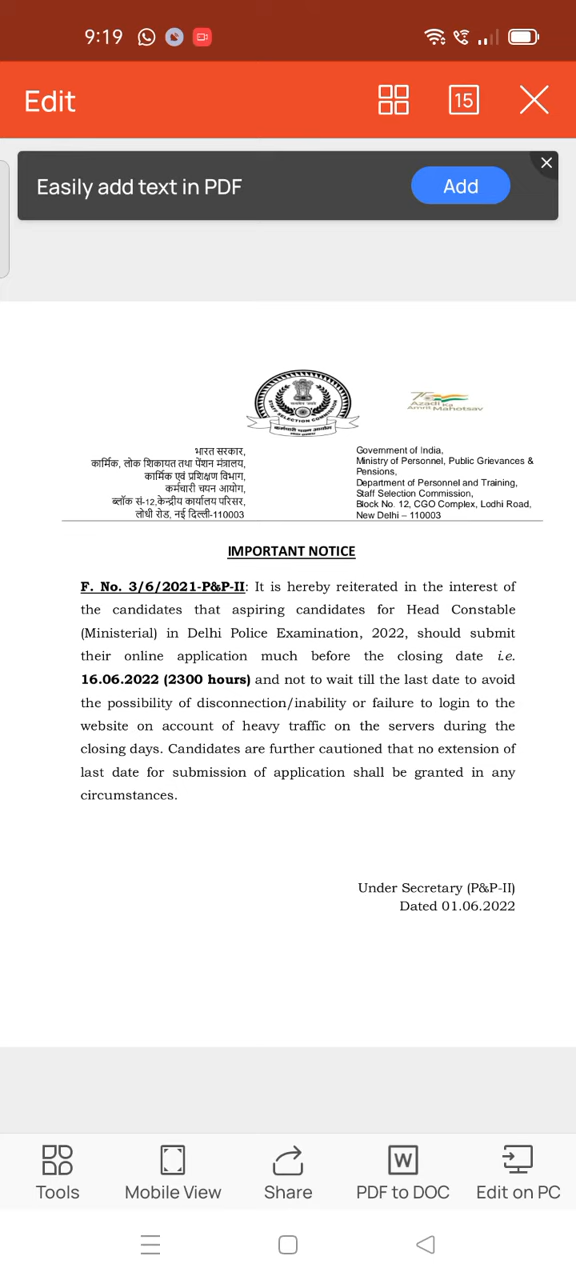 9:19
Edit
15
Easily add text in PDF
Add
STAFF SELECTION COMMISSION
Azadi Ka
Amrit Mahotsav
भारत सरकार,
कार्मिक, लोक शिकायत तथा पेंशन मंत्रालय,
कार्मिक एवं प्रशिक्षण विभाग,
कर्मचारी चयन आयोग,
ब्लॉक सं-12,केन्द्रीय कार्यालय परिसर,
लोधी रोड, नई दिल्ली-110003
Government of India,
Ministry of Personnel, Public Grievances &
Pensions,
Department of Personnel and Training,
Staff Selection Commission,
Block No. 12, CGO Complex, Lodhi Road,
New Delhi – 110003
IMPORTANT NOTICE
F. No. 3/6/2021-P&P-II: It is hereby reiterated in the interest of
the candidates that aspiring candidates for Head Constable
(Ministerial) in Delhi Police Examination, 2022, should submit
their online application much before the closing date i.e.
16.06.2022 (2300 hours) and not to wait till the last date to avoid
the possibility of disconnection/inability or failure to login to the
website on account of heavy traffic on the servers during the
closing days. Candidates are further cautioned that no extension of
last date for submission of application shall be granted in any
circumstances.
Under Secretary (P&P-II)
Dated 01.06.2022
Tools
Mobile View
Share
W
PDF to DOC
Edit on PC